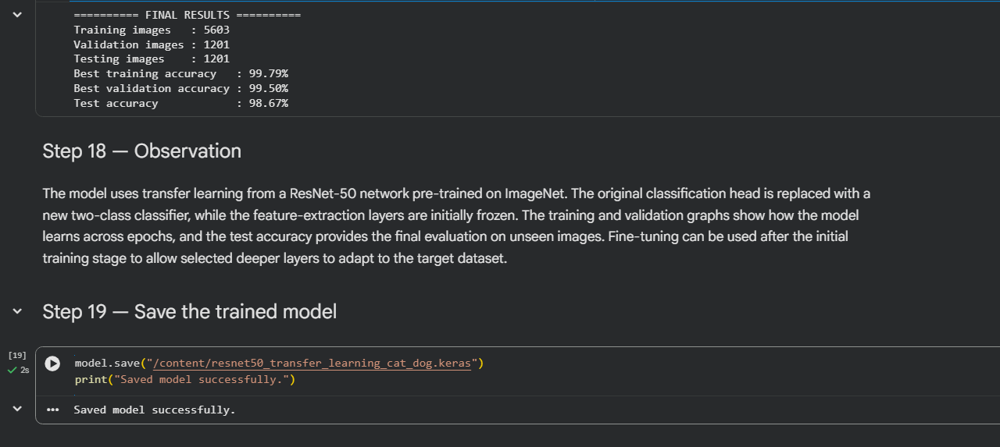 ========== FINAL RESULTS ==========
Training images   : 5603
Validation images : 1201
Testing images    : 1201
Best training accuracy   : 99.79%
Best validation accuracy : 99.50%
Test accuracy            : 98.67%
Step 18 — Observation
The model uses transfer learning from a ResNet-50 network pre-trained on ImageNet. The original classification head is replaced with a
new two-class classifier, while the feature-extraction layers are initially frozen. The training and validation graphs show how the model
learns across epochs, and the test accuracy provides the final evaluation on unseen images. Fine-tuning can be used after the initial
training stage to allow selected deeper layers to adapt to the target dataset.
Step 19 — Save the trained model
[19]
2s
model.save("/content/resnet50_transfer_learning_cat_dog.keras")
print("Saved model successfully.")
Saved model successfully.